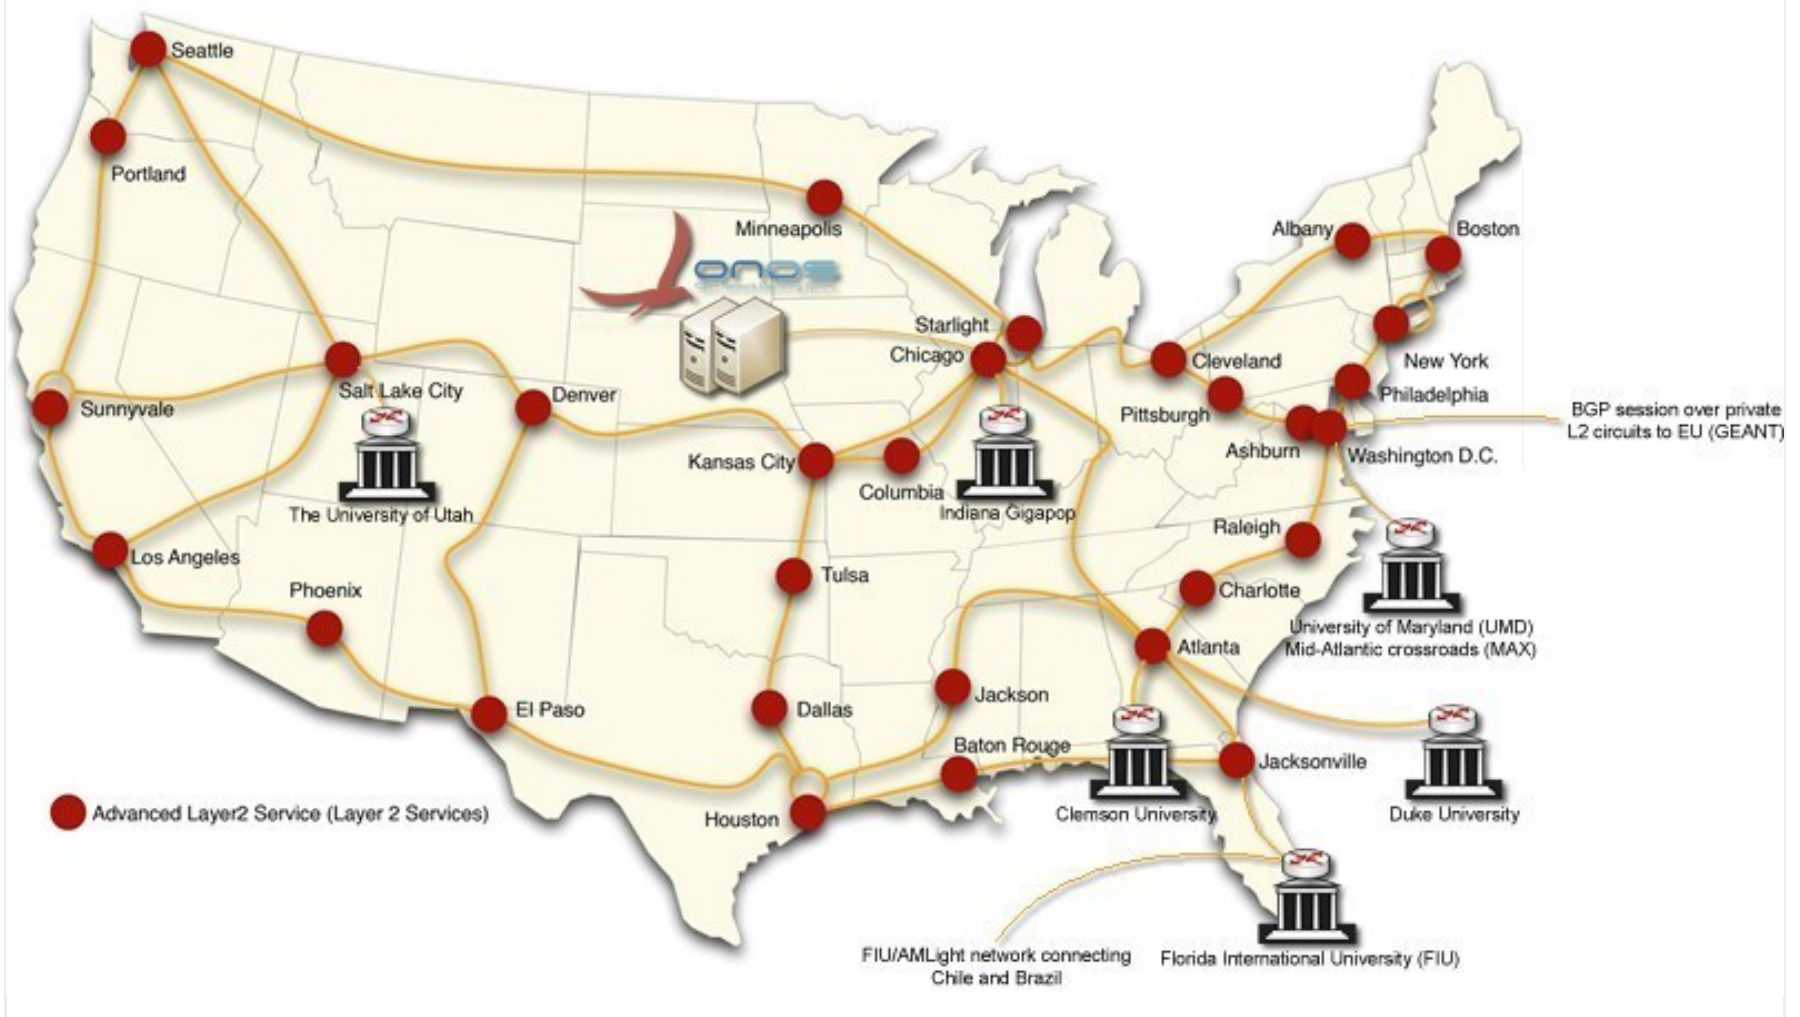 Seattle
Portland
Minneapolis
Albany
Boston
onos
Starlight
Chicago
Cleveland
New York
Salt Lake City
Denver
Philadelphia
Sunnyvale
Pittsburgh
BGP session over private
L2 circuits to EU (GEANT)
Ashburn
Washington D.C.
Kansas City
Columbia
Indiana Gigapop
The University of Utah
Raleigh
Los Angeles
Tulsa
Phoenix
Charlotte
University of Maryland (UMD)
Mid-Atlantic crossroads (MAX)
Atlanta
Jackson
El Paso
Dallas
Baton Rouge
Jacksonville
Advanced Layer2 Service (Layer 2 Services)
Houston
Clemson University
Duke University
FIU/AMLight network connecting
Chile and Brazil
Florida International University (FIU)